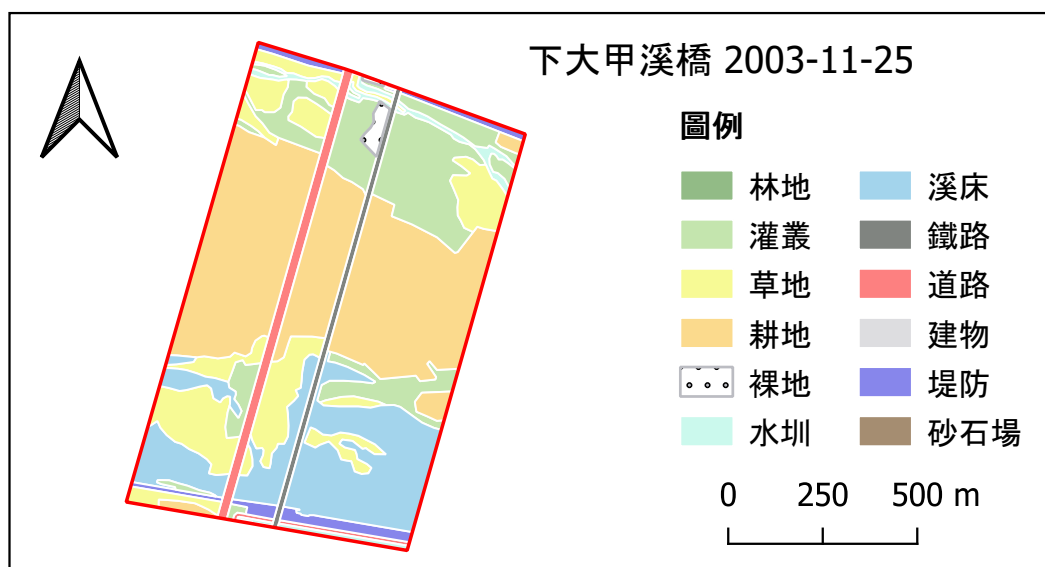 下大甲溪橋 2003-11-25
圖例
林地
溪床
灌叢
鐵路
草地
道路
耕地
建物
裸地
堤防
水圳
砂石場
0 250 500 m